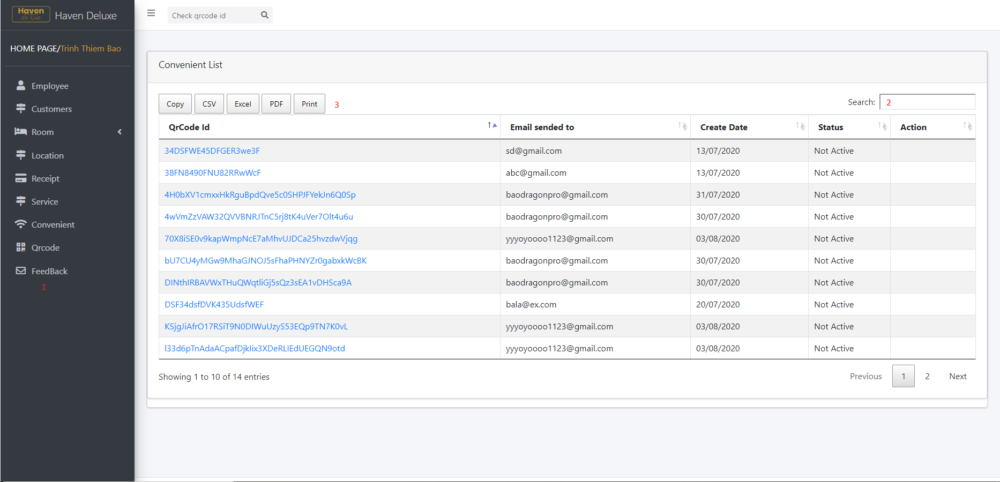 Haven
de luxe
Haven Deluxe
Check qrcode id
HOME PAGE/Trinh Thiem Bao
Employee
Customers
Room
Location
Receipt
Service
Convenient
Qrcode
FeedBack
1
Convenient List
Copy CSV Excel PDF Print 3 Search: 2
QrCode Id Email sended to Create Date Status Action
34DSFWE45DFGER3we3F sd@gmail.com 13/07/2020 Not Active
38FN8490FNU82RRwWcF abc@gmail.com 13/07/2020 Not Active
4H0bXV1cmxxHkRguBpdQve5c0SHPJFYekJn6Q0Sp baodragonpro@gmail.com 31/07/2020 Not Active
4wVmZzVAW32QVVBNRJTnC5rj8tK4uVer7Olt4u6u baodragonpro@gmail.com 30/07/2020 Not Active
70X8iSE0v9kapWmpNcE7aMhvUJDCa25hvzdwVjqg yyyoyoooo1123@gmail.com 03/08/2020 Not Active
bU7CU4yMGw9MhaGJNOJ5sFhaPHNYZr0gabxkWcBK baodragonpro@gmail.com 30/07/2020 Not Active
DINthIRBAVWxTHuQWqtliGj5sQz3sEA1vDHSca9A baodragonpro@gmail.com 30/07/2020 Not Active
DSF34dsfDVK435UdsfWEF bala@ex.com 20/07/2020 Not Active
KSjgJiAfrO17RSiT9N0DIWuUzyS53EQp9TN7K0vL yyyoyoooo1123@gmail.com 03/08/2020 Not Active
l33d6pTnAdaACpafDjkIix3XDeRLIEdUEGQN9otd yyyoyoooo1123@gmail.com 03/08/2020 Not Active
Showing 1 to 10 of 14 entries Previous 1 2 Next